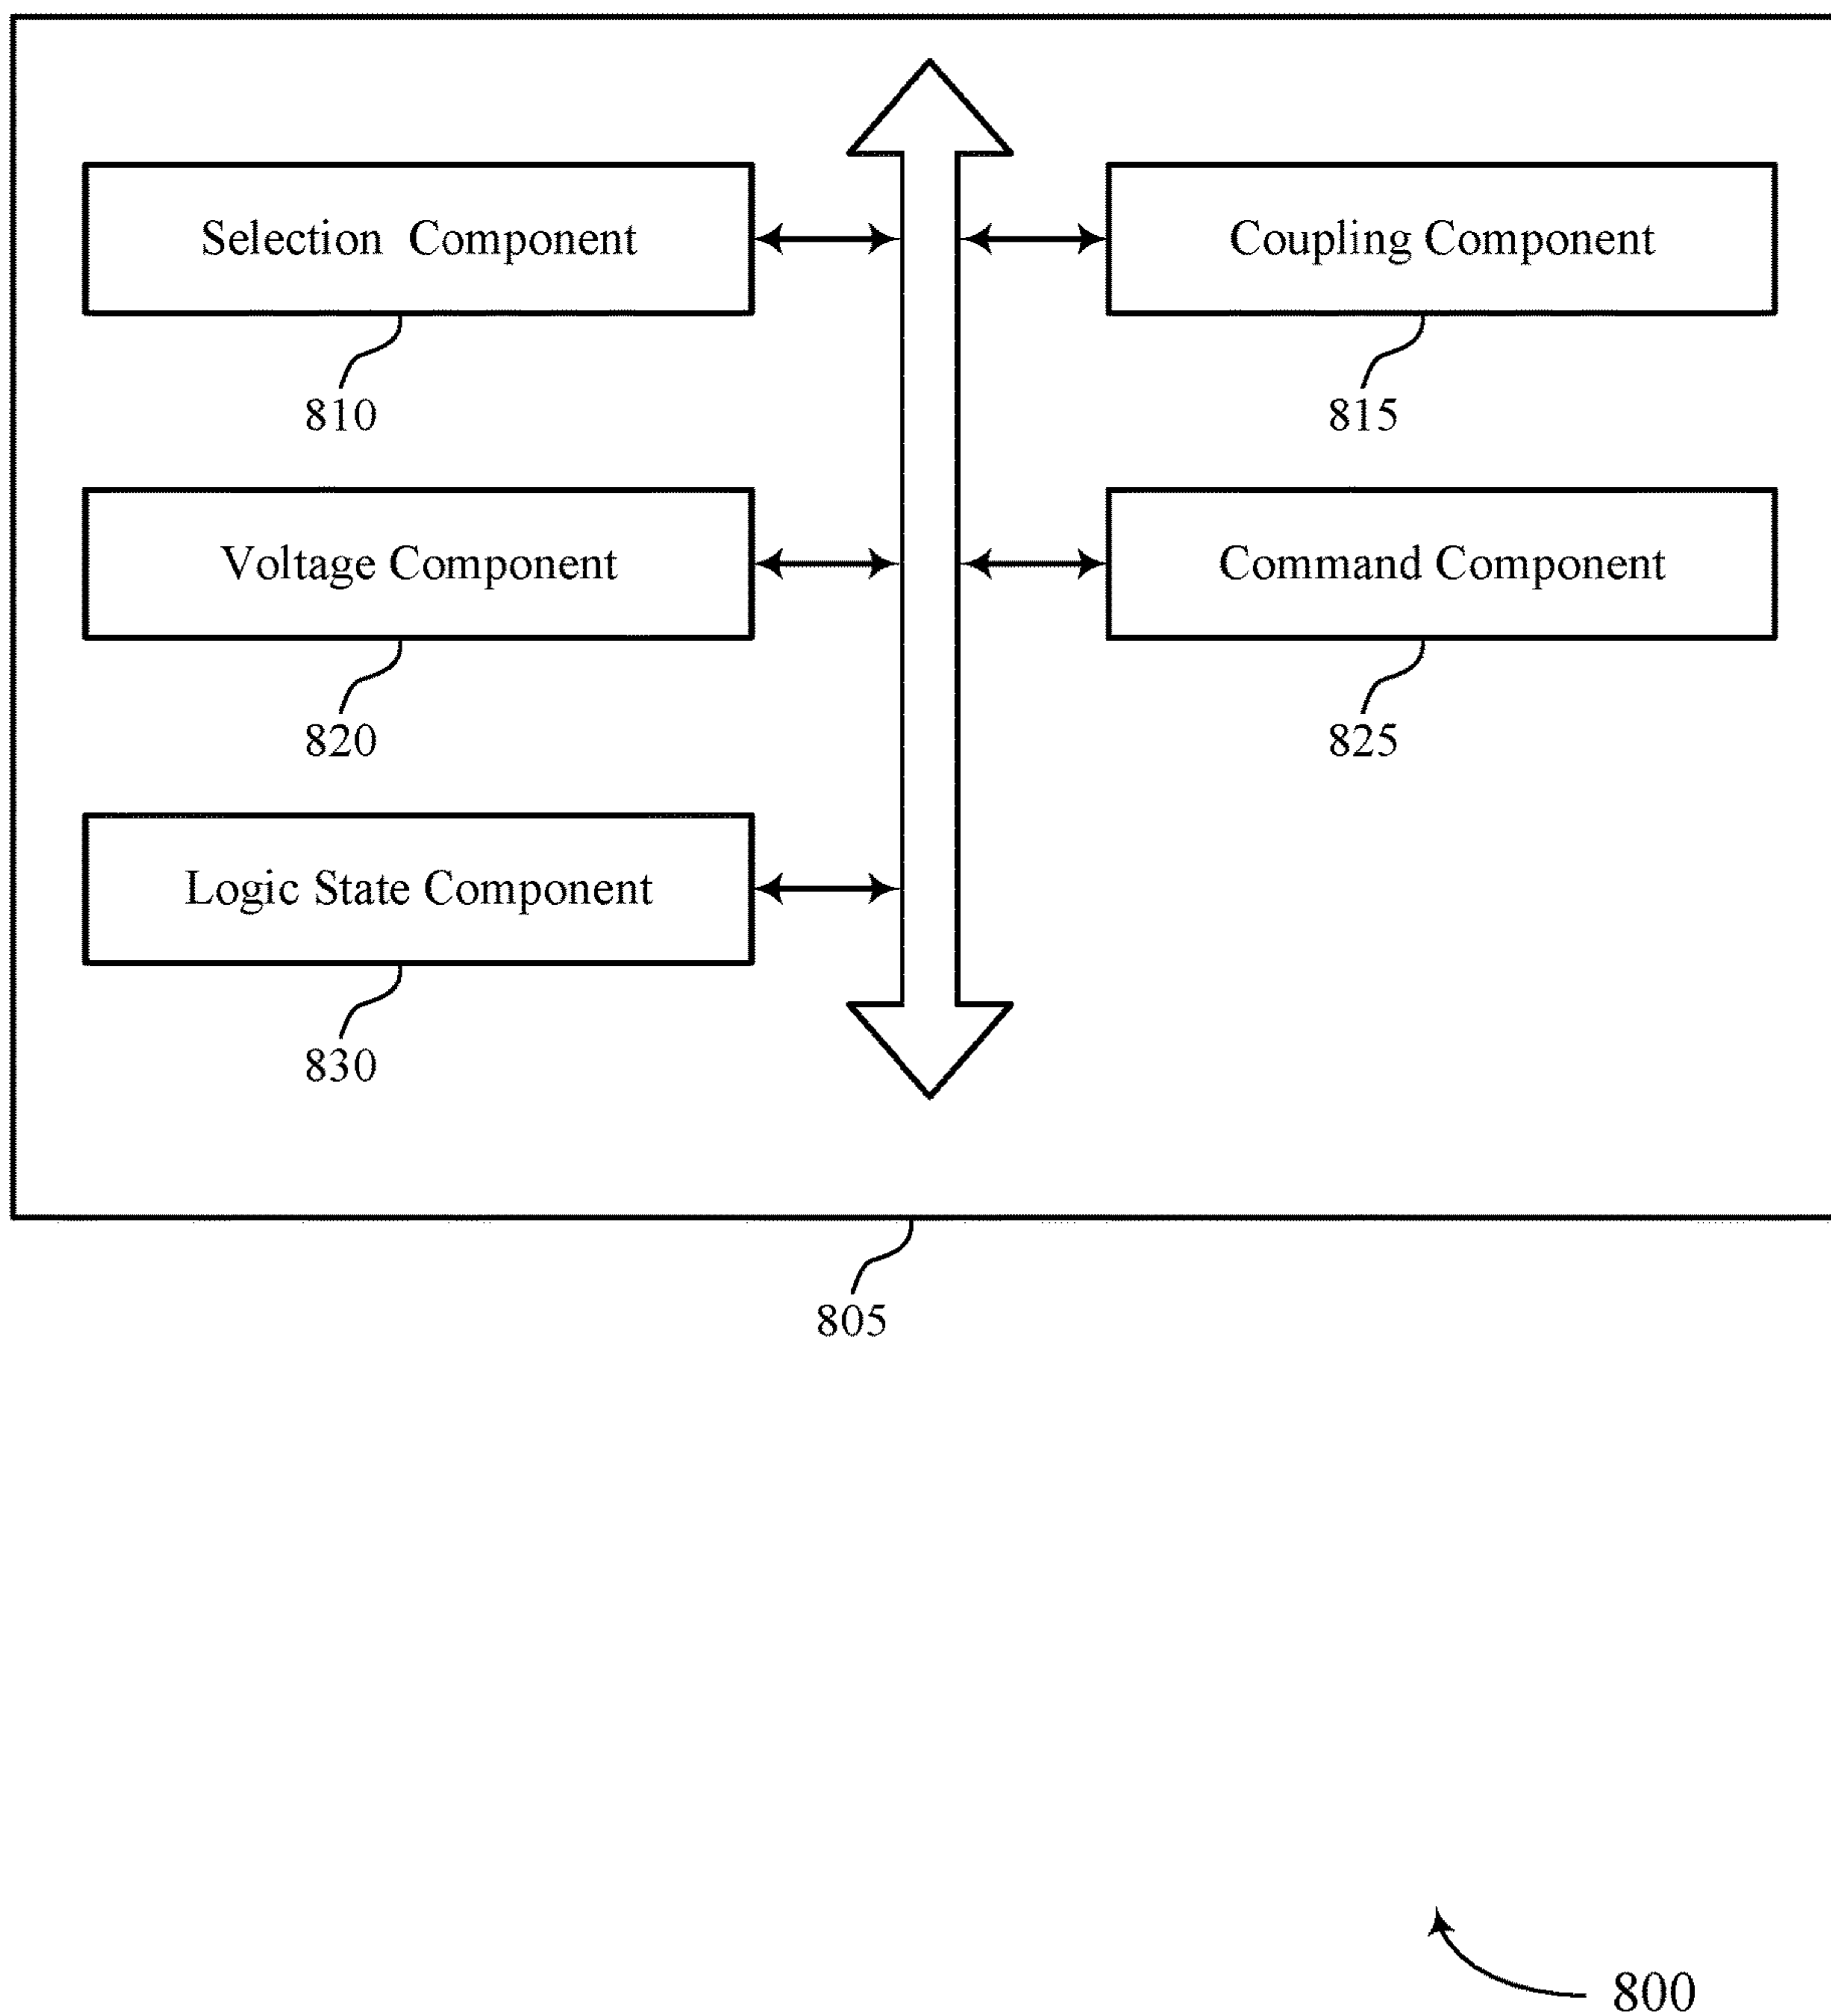 Selection Component
Coupling Component
810
815
Voltage Component
Command Component
820
825
Logic State Component
830
805
800